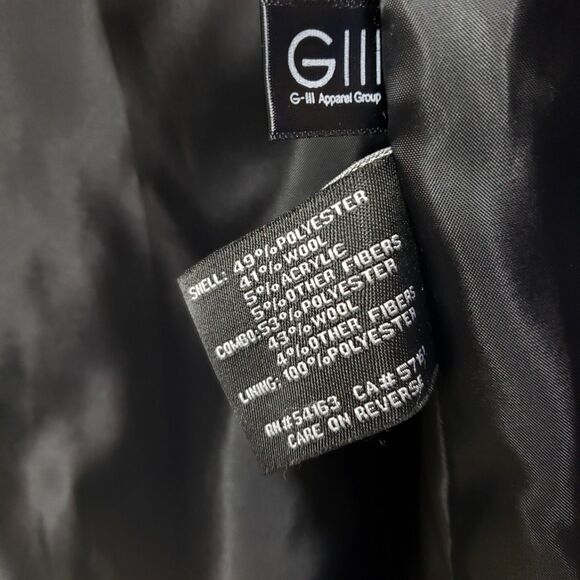 GIII
G-III Apparel Group
SHELL: 49%POLYESTER
41%WOOL
5%ACRYLIC
5%OTHER FIBERS
COMBO:53%POLYESTER
43%WOOL
4%OTHER FIBERS
LINING: 100%POLYESTER
RN#54163 CA#
CARE ON REVERSE